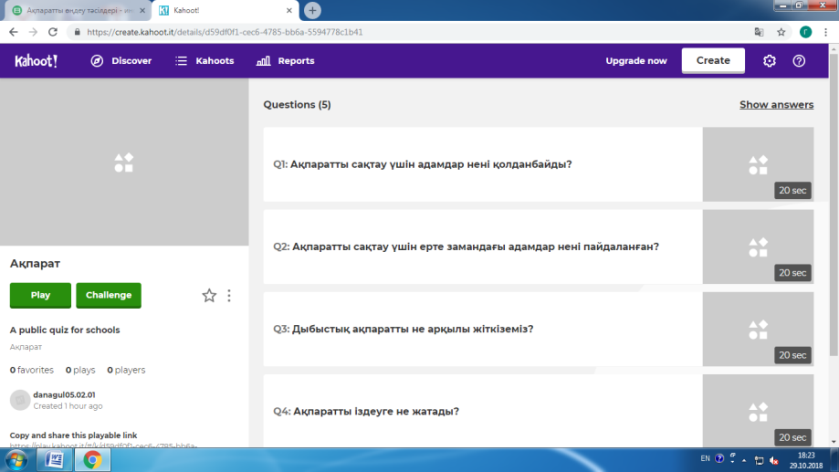 Ақпаратты өңдеу тәсілдері - ин
Kahoot!
https://create.kahoot.it/details/d59df0f1-cec6-4785-bb6a-5594778c1b41
Kahoot!
Discover
Kahoots
Reports
Upgrade now
Create
Questions (5)
Show answers
Q1: Ақпаратты сақтау үшін адамдар нені қолданбайды?
20 sec
Q2: Ақпаратты сақтау үшін ерте замандағы адамдар нені пайдаланған?
20 sec
Q3: Дыбыстық ақпаратты не арқылы жіткіземіз?
20 sec
Q4: Ақпаратты іздеуге не жатады?
20 sec
Ақпарат
Play
Challenge
A public quiz for schools
Ақпарат
0 favorites 0 plays 0 players
danagul05.02.01
Created 1 hour ago
Copy and share this playable link
EN
18:23
29.10.2018